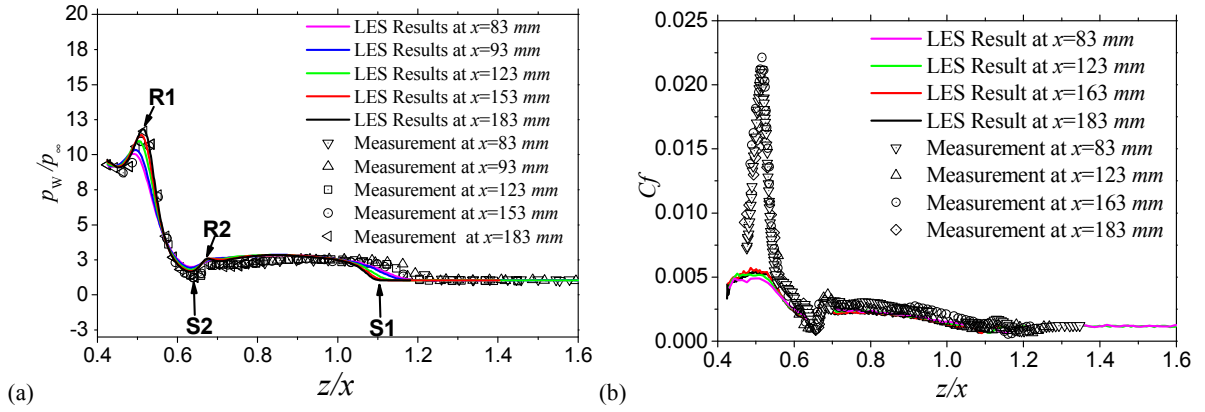 20
18
15
13
10
8
5
3
0
-3
0.4 0.6 0.8 1.0 1.2 1.4 1.6
p_w/p_∞
z/x
R1
R2
S2
S1
LES Results at x=83 mm
LES Results at x=93 mm
LES Results at x=123 mm
LES Results at x=153 mm
LES Results at x=183 mm
Measurement at x=83 mm
Measurement at x=93 mm
Measurement at x=123 mm
Measurement at x=153 mm
Measurement at x=183 mm
(a)
0.025
0.020
0.015
0.010
0.005
0.000
0.4 0.6 0.8 1.0 1.2 1.4 1.6
Cf
z/x
LES Result at x=83 mm
LES Result at x=123 mm
LES Result at x=163 mm
LES Result at x=183 mm
Measurement at x=83 mm
Measurement at x=123 mm
Measurement at x=163 mm
Measurement at x=183 mm
(b)